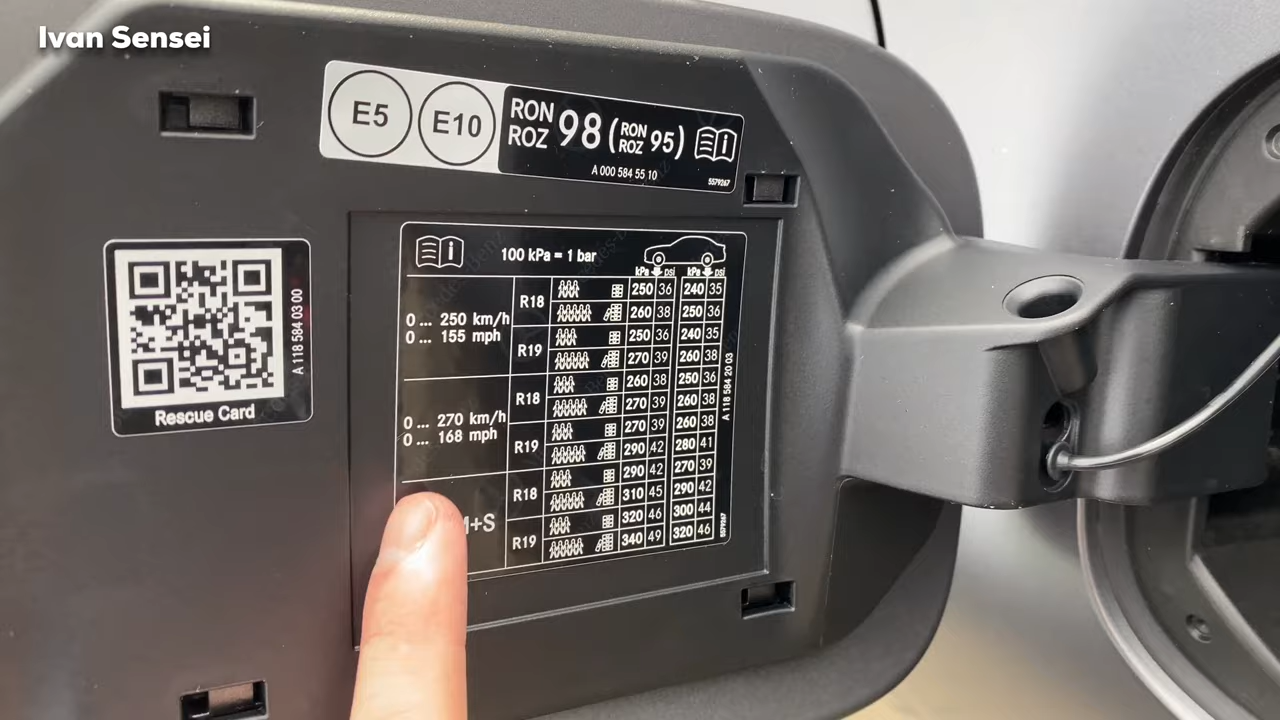 Ivan Sensei
E5 E10 RON ROZ 98 (RON ROZ 95)
A 000 584 55 10
5579267
Rescue Card
A 118 584 03 00
100 kPa = 1 bar
kPa psi kPa psi
0 ... 250 km/h
0 ... 155 mph
R18 250 36 240 35
260 38 250 36
R19 250 36 240 35
270 39 260 38
0 ... 270 km/h
0 ... 168 mph
R18 260 38 250 36
270 39 260 38
R19 270 39 260 38
290 42 280 41
M+S
R18 290 42 270 39
310 45 290 42
R19 320 46 300 44
340 49 320 46
A 118 584 20 03
5579267